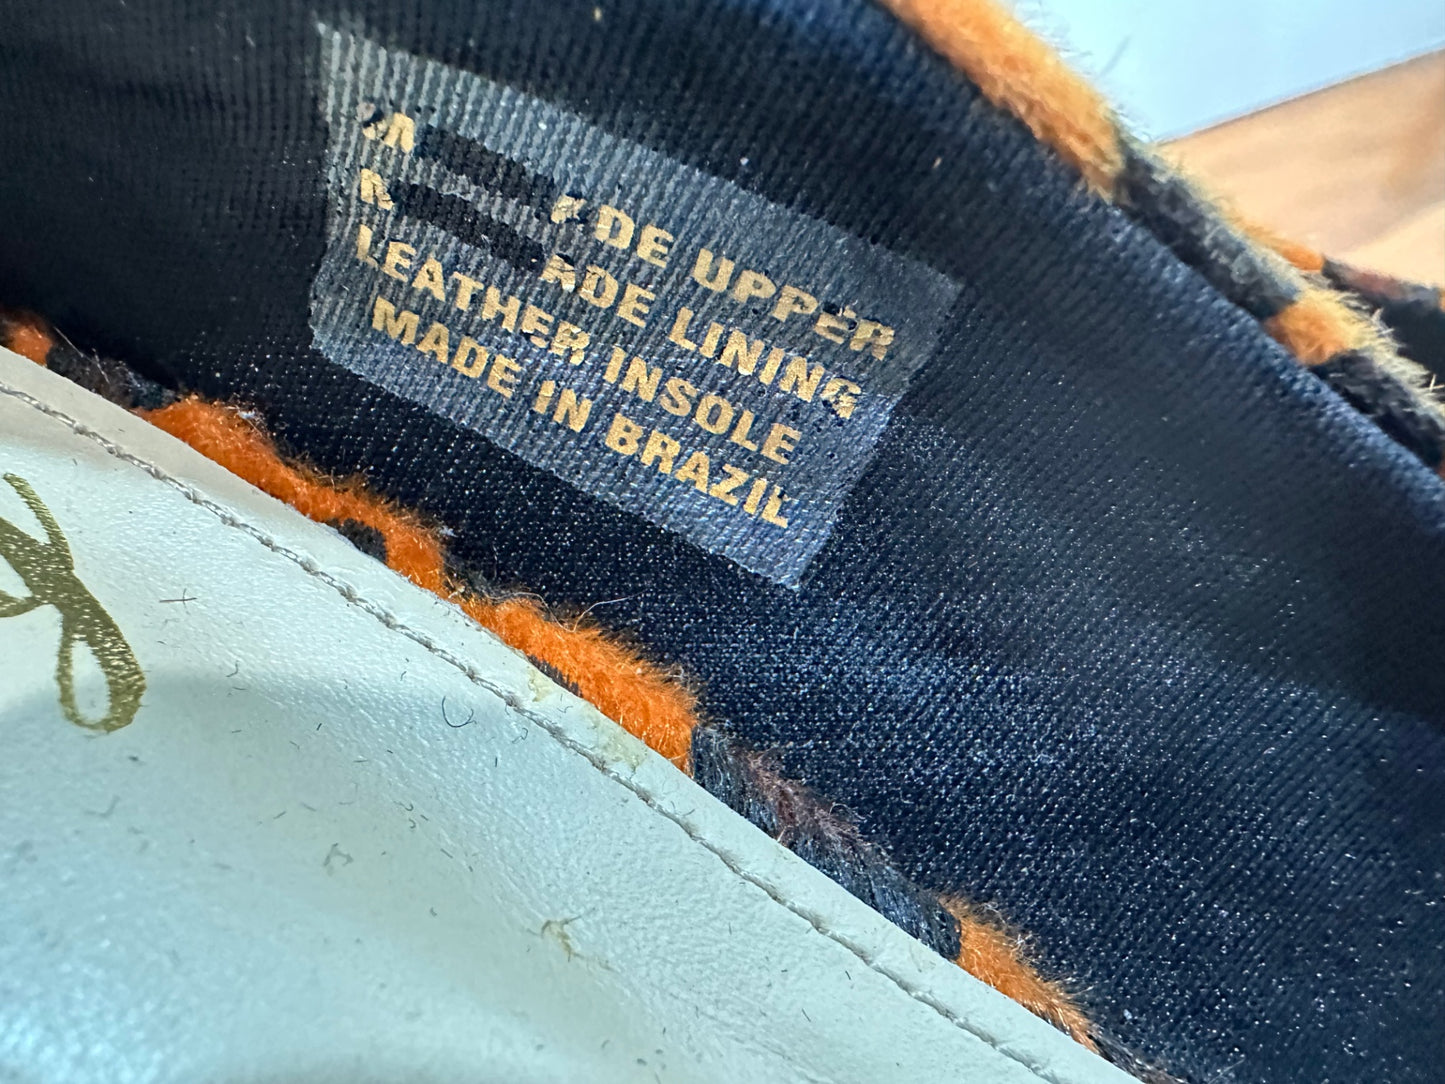 UPPER
LINING
LEATHER INSOLE
MADE IN BRAZIL